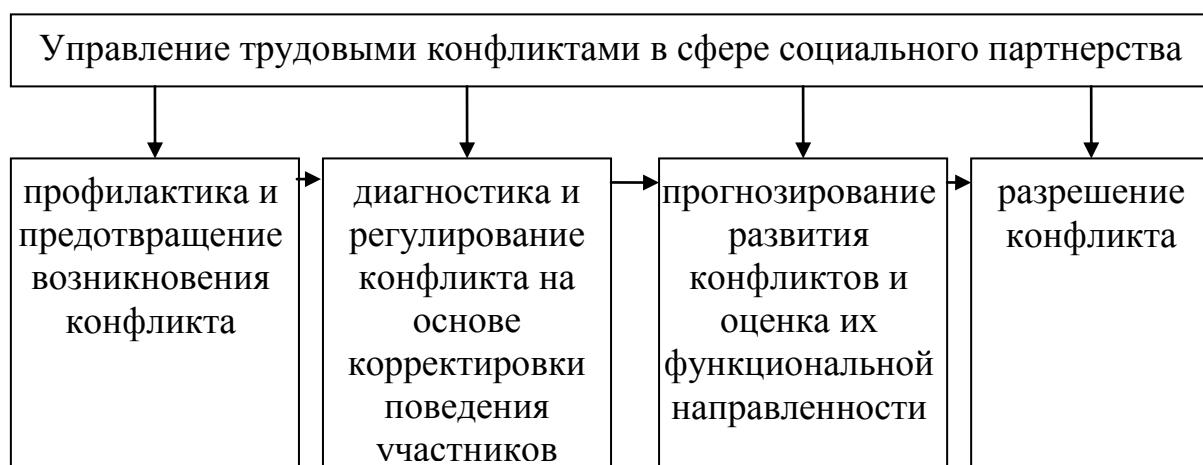 Управление трудовыми конфликтами в сфере социального партнерства
профилактика и
предотвращение
возникновения
конфликта
диагностика и
регулирование
конфликта на
основе
корректировки
поведения
участников
прогнозирование
развития
конфликтов и
оценка их
функциональной
направленности
разрешение
конфликта